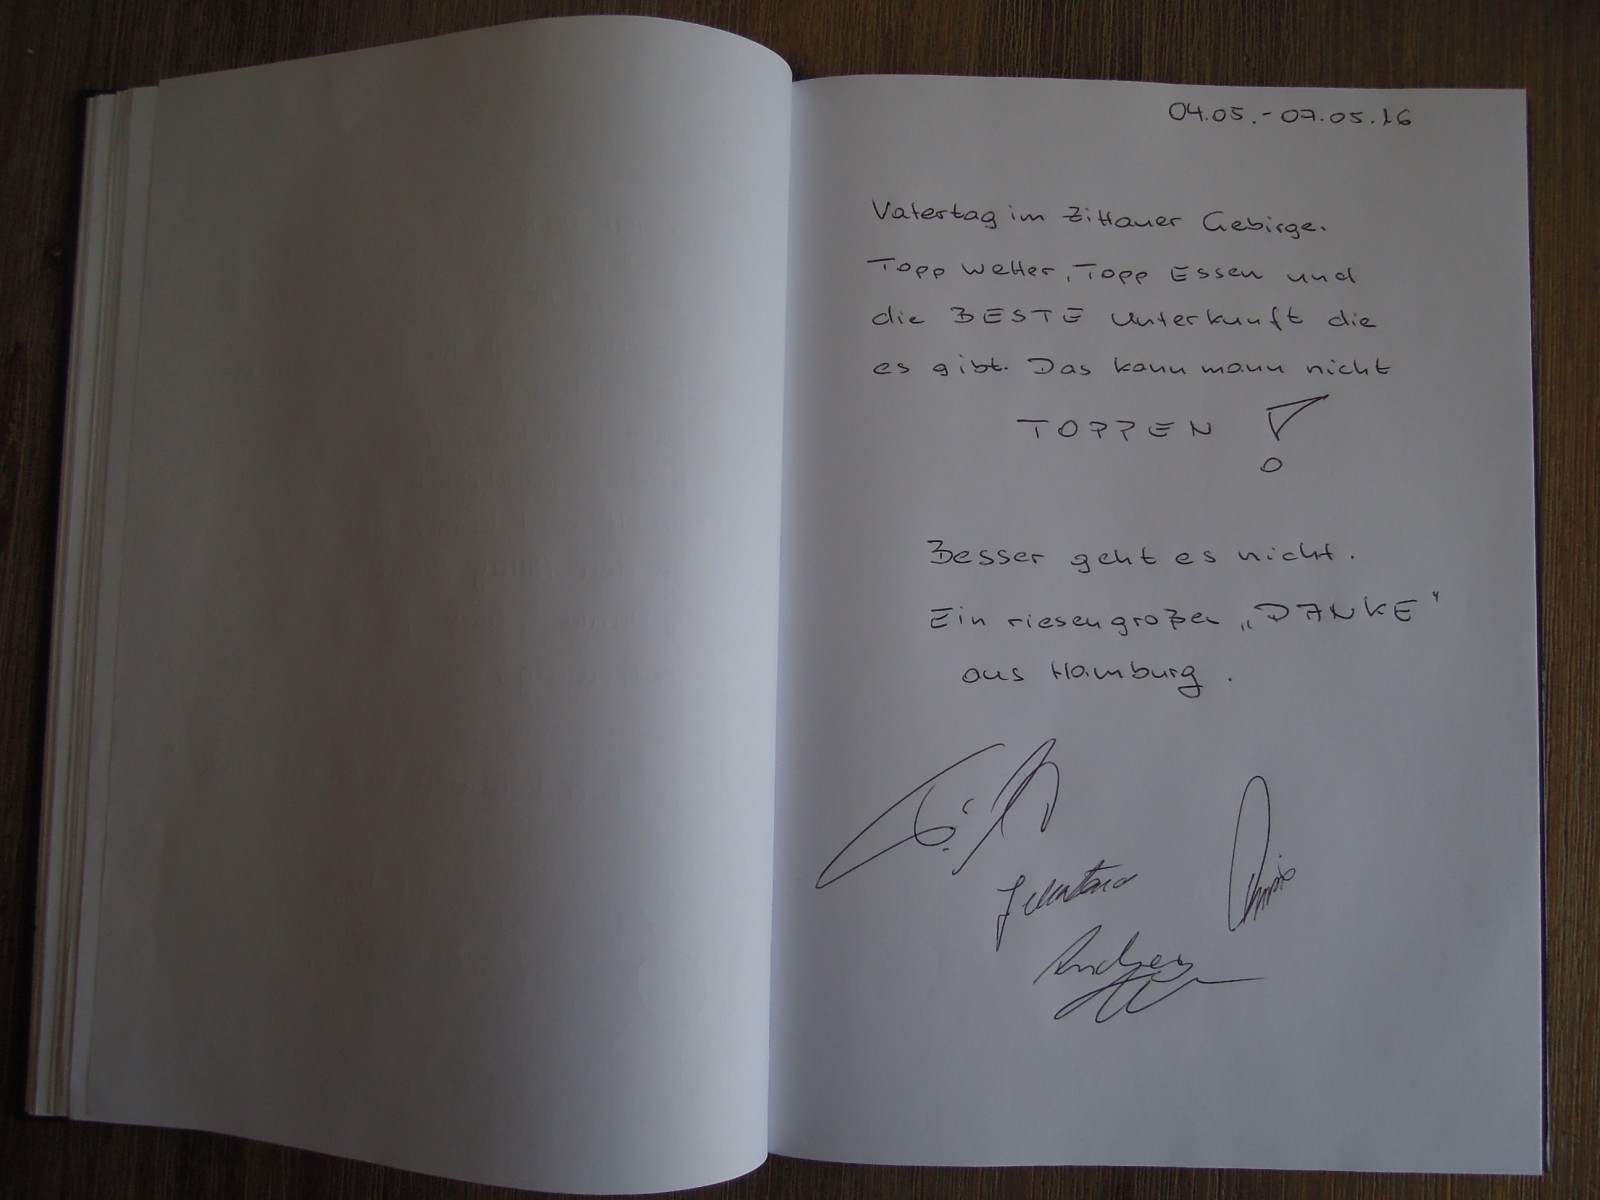 04.05.-07.05.16
Vatertag im Zittauer Gebirge.
Topp Wetter, Topp Essen und
die BESTE Unterkunft die
es gibt. Das kann mann nicht
TOPPEN !
Besser geht es nicht.
Ein riesengroßer „DANKE"
aus Hamburg.
Andreas